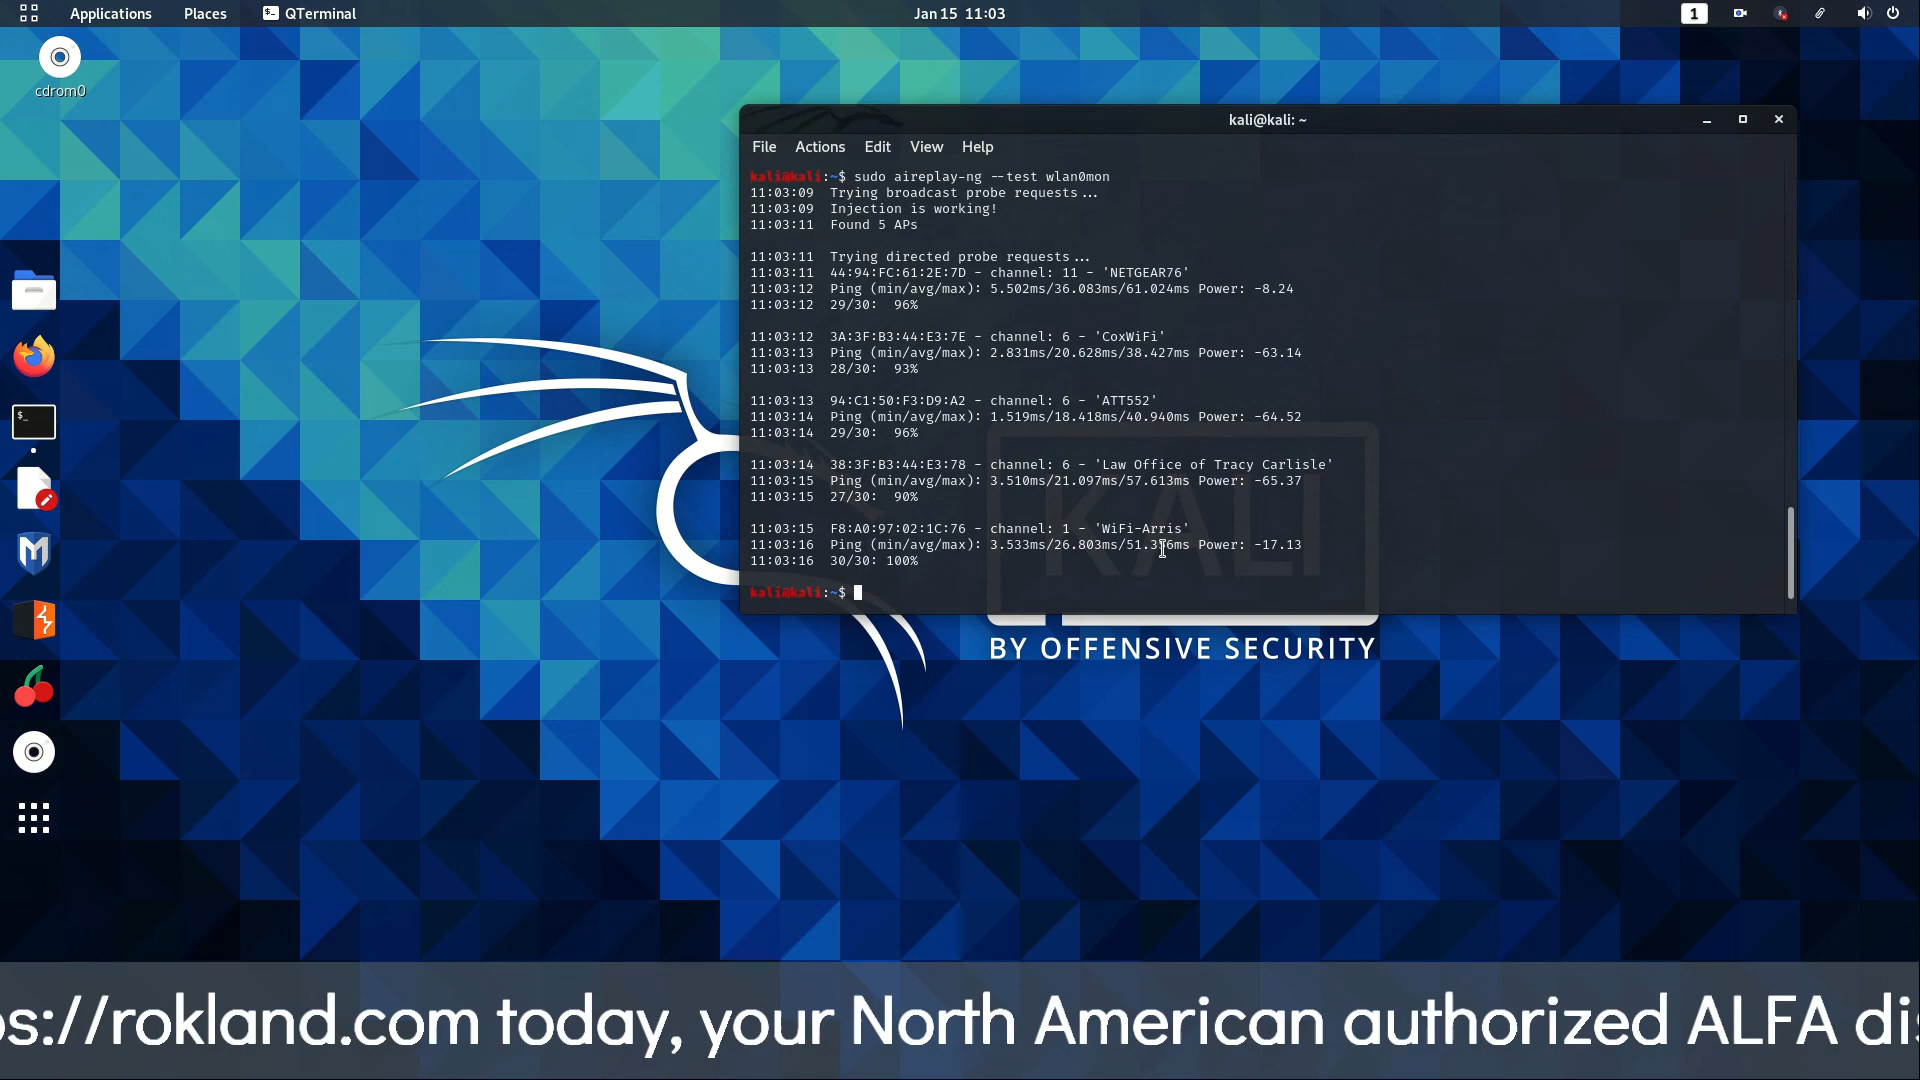 Applications Places QTerminal Jan 15 11:03 1
cdrom0
kali@kali: ~
File Actions Edit View Help
kali@kali:~$ sudo aireplay-ng --test wlan0mon
11:03:09 Trying broadcast probe requests...
11:03:09 Injection is working!
11:03:11 Found 5 APs
11:03:11 Trying directed probe requests...
11:03:11 44:94:FC:61:2E:7D - channel: 11 - 'NETGEAR76'
11:03:12 Ping (min/avg/max): 5.502ms/36.083ms/61.024ms Power: -8.24
11:03:12 29/30: 96%
11:03:12 3A:3F:B3:44:E3:7E - channel: 6 - 'CoxWiFi'
11:03:13 Ping (min/avg/max): 2.831ms/20.628ms/38.427ms Power: -63.14
11:03:13 28/30: 93%
11:03:13 94:C1:50:F3:D9:A2 - channel: 6 - 'ATT552'
11:03:14 Ping (min/avg/max): 1.519ms/18.418ms/40.940ms Power: -64.52
11:03:14 29/30: 96%
11:03:14 38:3F:B3:44:E3:78 - channel: 6 - 'Law Office of Tracy Carlisle'
11:03:15 Ping (min/avg/max): 3.510ms/21.097ms/57.613ms Power: -65.37
11:03:15 27/30: 90%
11:03:15 F8:A0:97:02:1C:76 - channel: 1 - 'WiFi-Arris'
11:03:16 Ping (min/avg/max): 3.533ms/26.803ms/ Power: -17.13
11:03:16 30/30: 100%
kali@kali:~$
KALI
BY OFFENSIVE SECURITY
ps://rokland.com today, your North American authorized ALFA dis